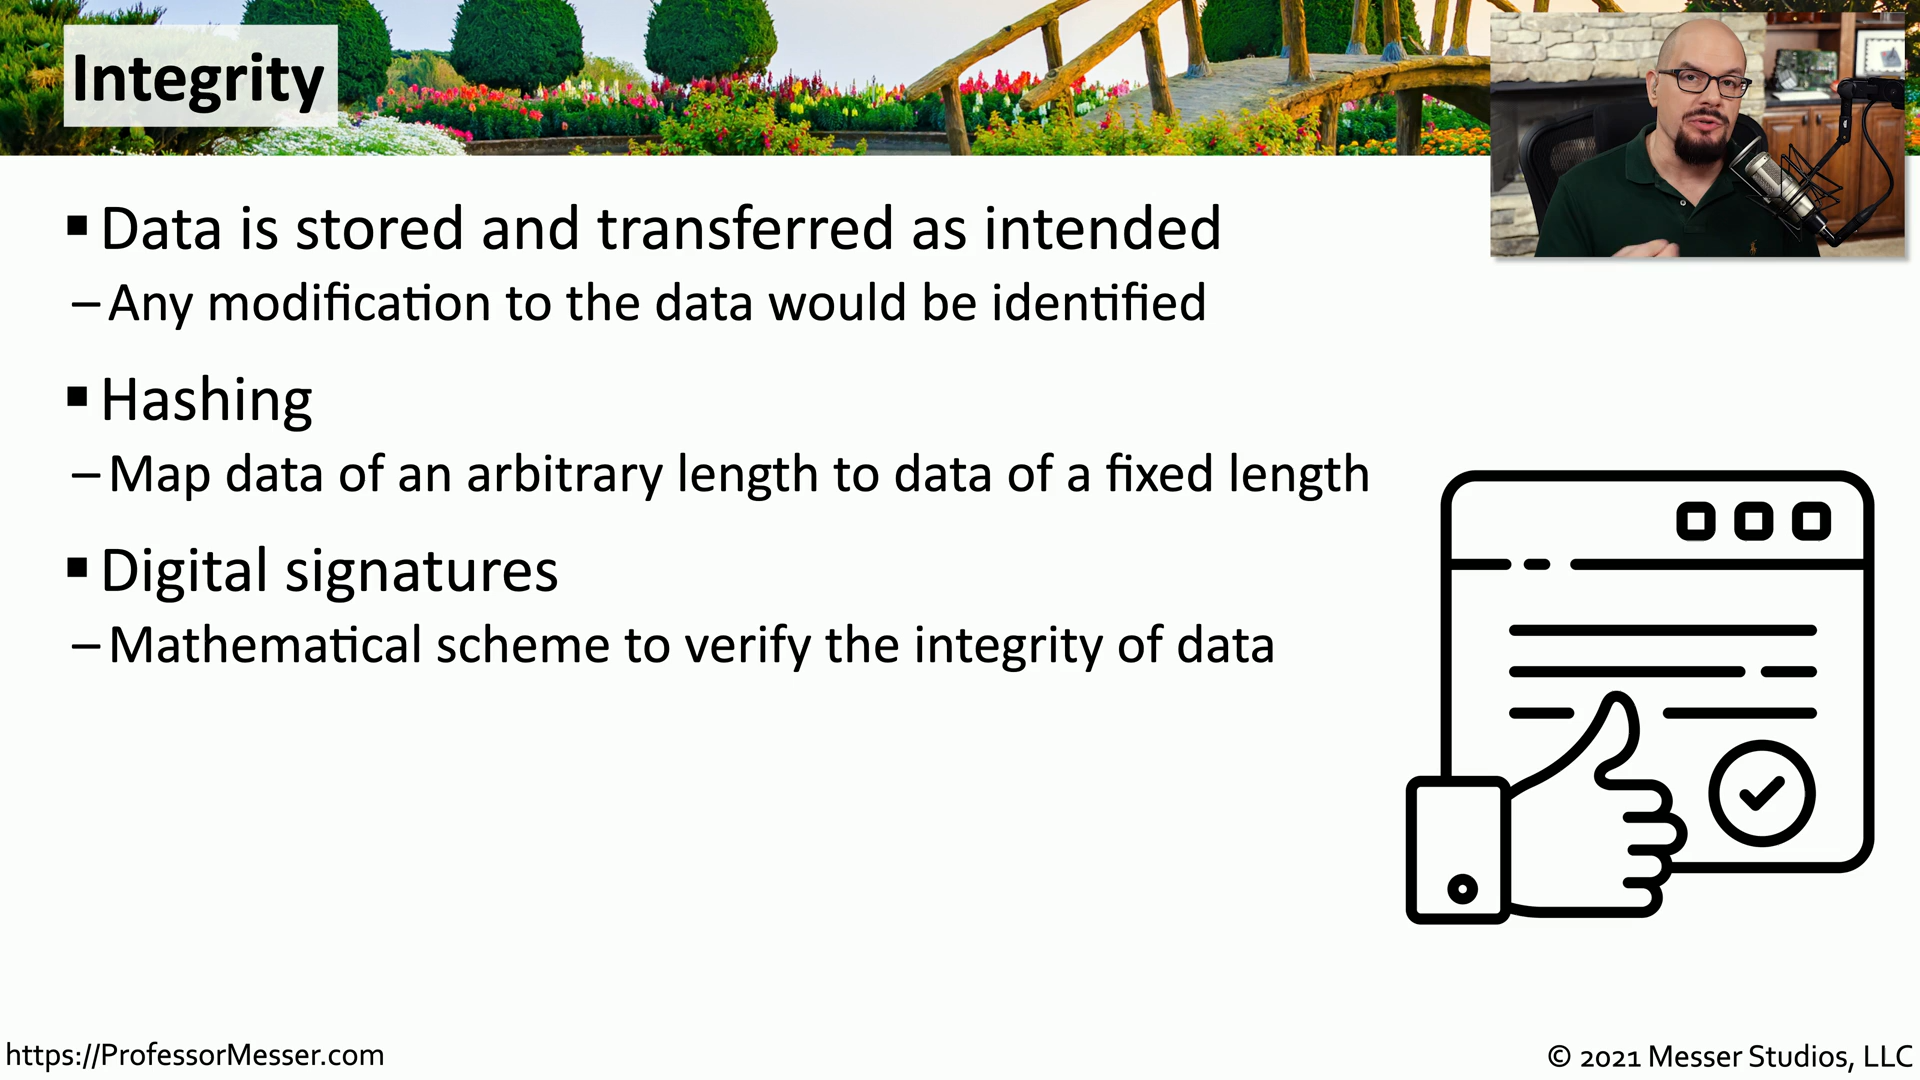 Integrity
▪ Data is stored and transferred as intended
– Any modification to the data would be identified
▪ Hashing
– Map data of an arbitrary length to data of a fixed length
▪ Digital signatures
– Mathematical scheme to verify the integrity of data
https://ProfessorMesser.com
© 2021 Messer Studios, LLC